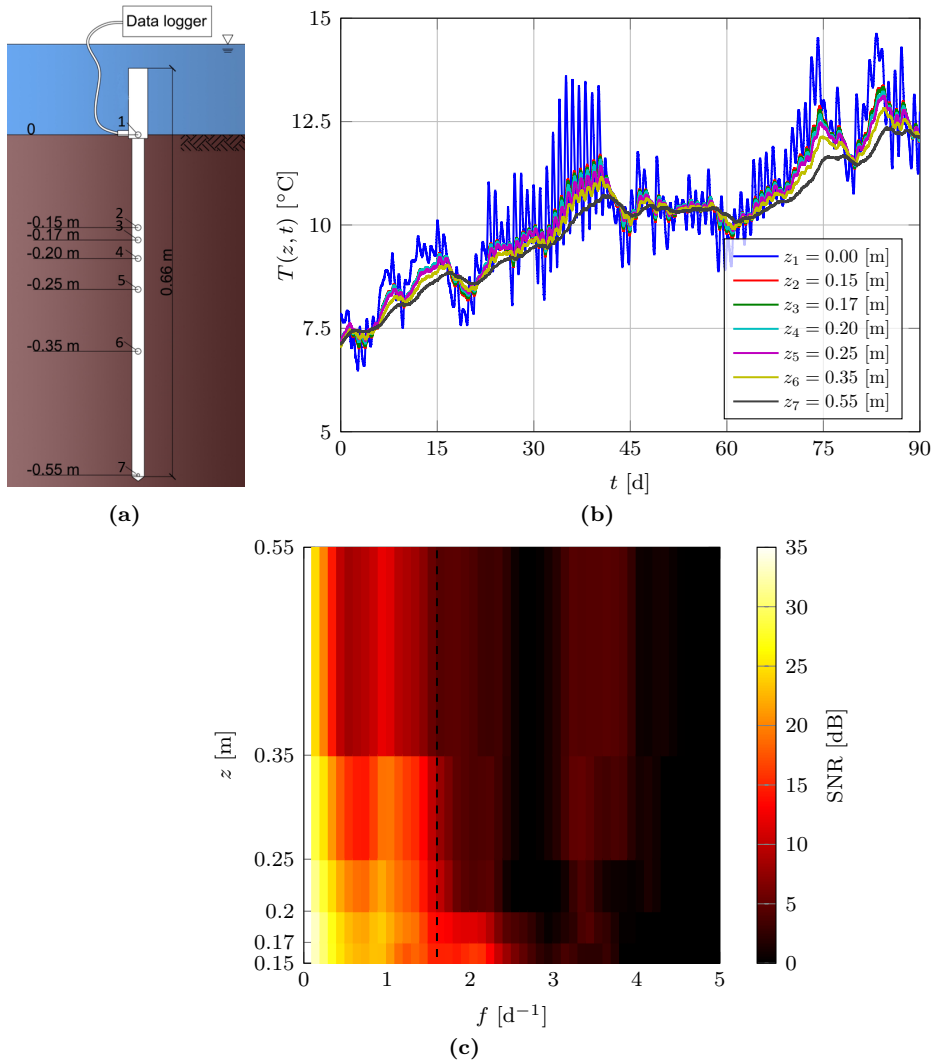 Data logger
0
1
-0.15 m
2
3
-0.17 m
-0.20 m
4
-0.25 m
5
0.66 m
-0.35 m
6
-0.55 m
7
(a)
15
12.5
10
7.5
5
T(z, t) [°C]
z₁ = 0.00 [m]
z₂ = 0.15 [m]
z₃ = 0.17 [m]
z₄ = 0.20 [m]
z₅ = 0.25 [m]
z₆ = 0.35 [m]
z₇ = 0.55 [m]
0 15 30 45 60 75 90
t [d]
(b)
0.55
0.35
0.25
0.2
0.17
0.15
z [m]
0 1 2 3 4 5
f [d⁻¹]
35
30
25
20
15
10
5
0
SNR [dB]
(c)